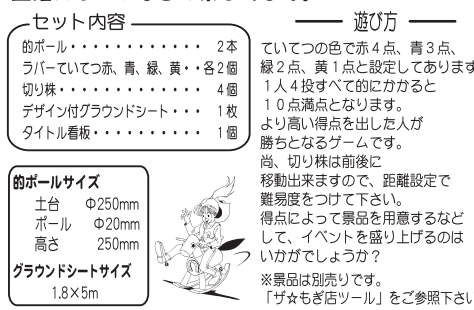 セット内容
的ポール・・・・・・・・・・・・ 2本
ラバーていてつ赤、青、緑、黄・・各2個
切り株・・・・・・・・・・・・・ 4個
デザイン付グラウンドシート・・・ 1枚
タイトル看板・・・・・・・・・・ 1個
的ポールサイズ
土台 Φ250mm
ポール Φ20mm
高さ 250mm
グラウンドシートサイズ
1.8×5m
遊び方
ていてつの色で赤4点、青3点、
緑2点、黄1点と設定してあります
1人4投すべて的にかかると
10点満点となります。
より高い得点を出した人が
勝ちとなるゲームです。
尚、切り株は前後に
移動出来ますので、距離設定で
難易度をつけて下さい。
得点によって景品を用意するなど
して、イベントを盛り上げるのは
いかがでしょうか？
※景品は別売りです。
「ザ☆もぎ店ツール」をご参照下さい